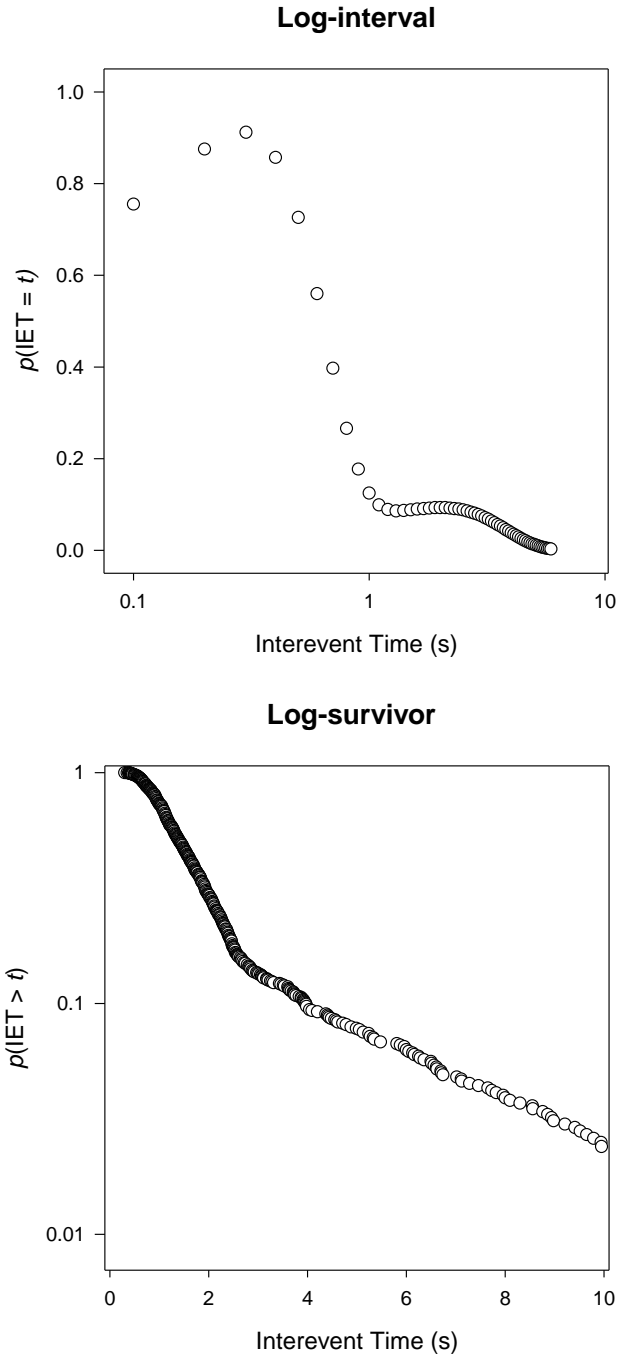 Log-interval
1.0
0.8
0.6
0.4
0.2
0.0
p(IET = t)
0.1 1 10
Interevent Time (s)
Log-survivor
1
0.1
0.01
p(IET > t)
0 2 4 6 8 10
Interevent Time (s)